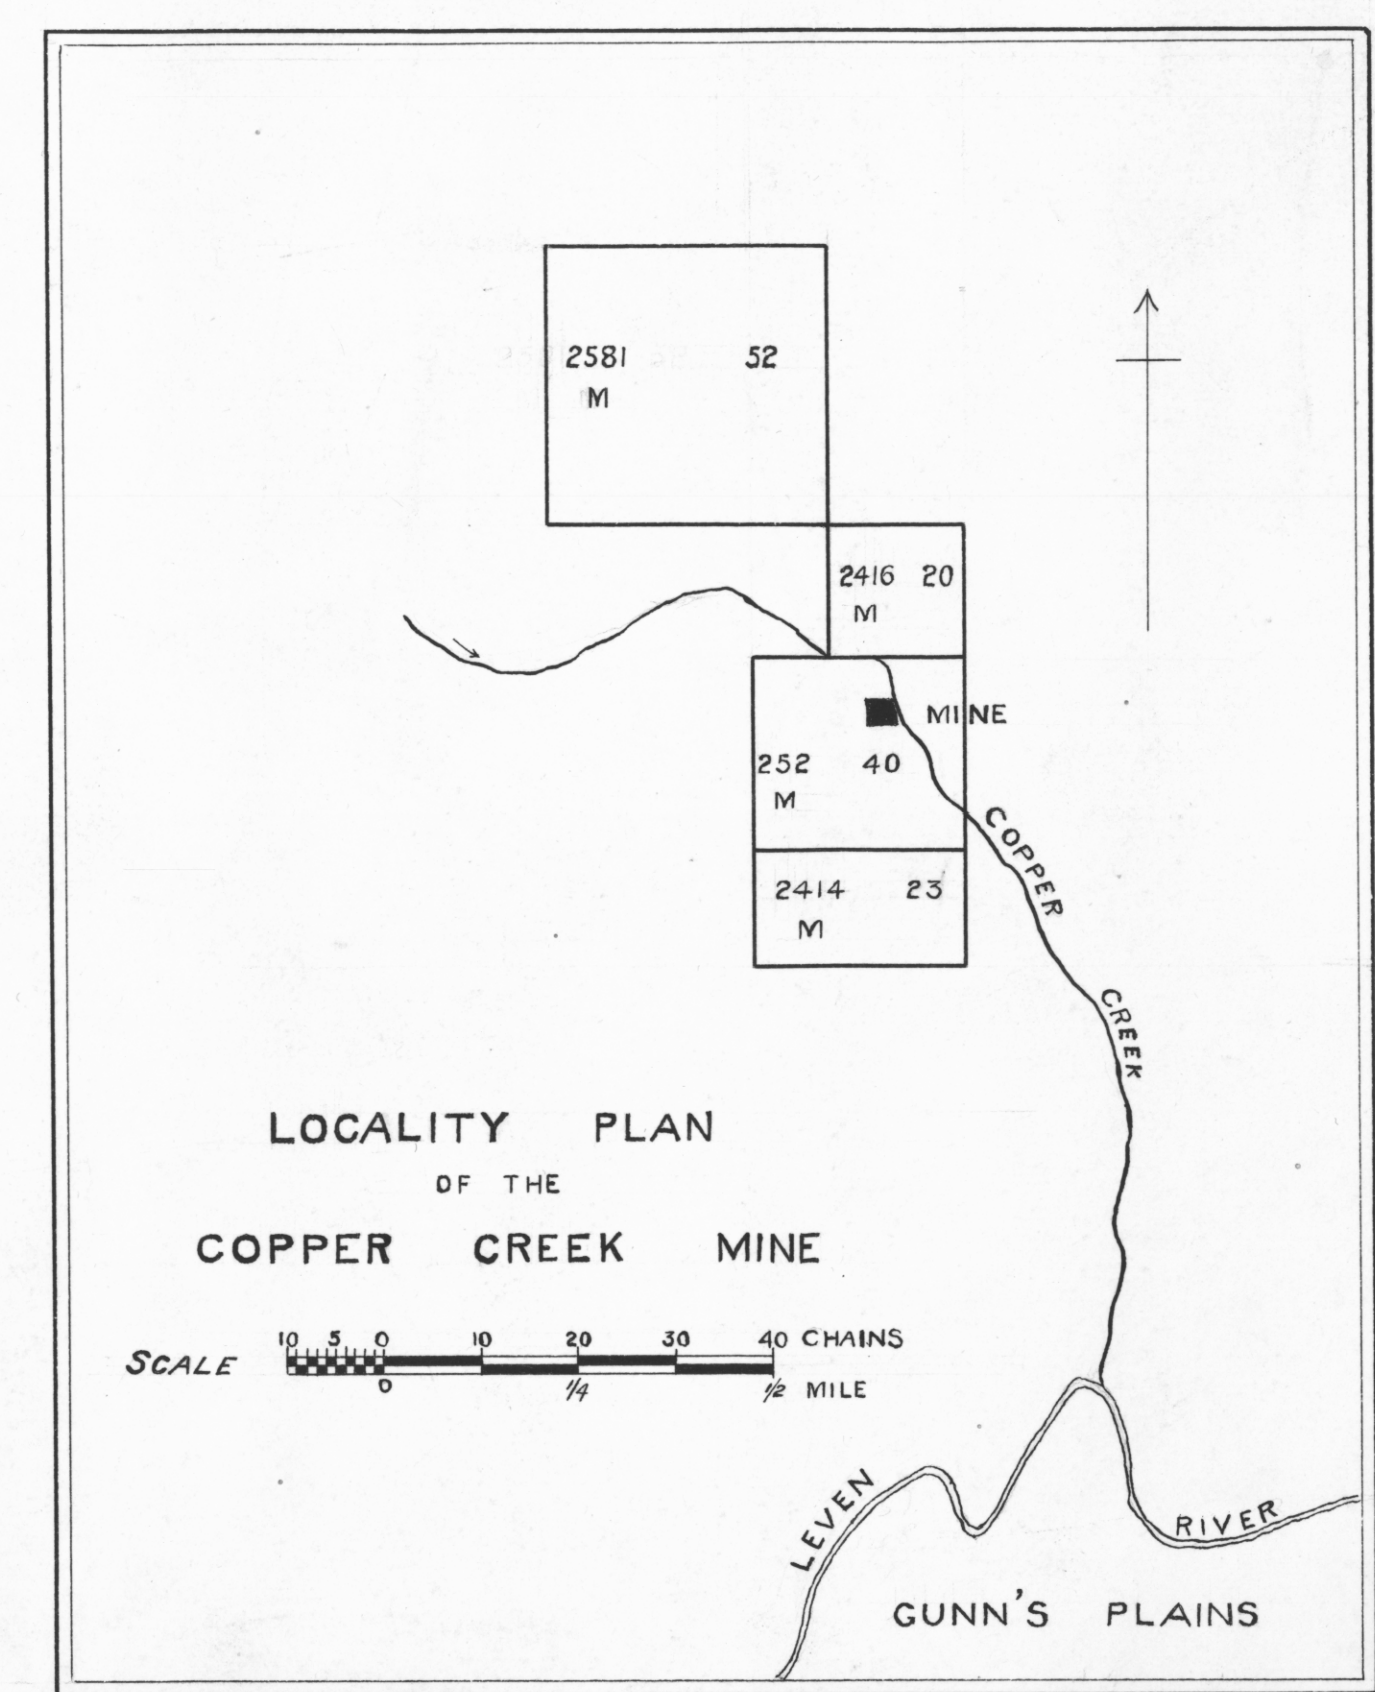 2581 52
M
2416 20
M
MINE
252 40
M
COPPER CREEK
2414 23
M
LOCALITY PLAN
OF THE
COPPER CREEK MINE
SCALE
10 5 0 10 20 30 40 CHAINS
0 1/4 1/2 MILE
LEVEN RIVER
GUNN'S PLAINS